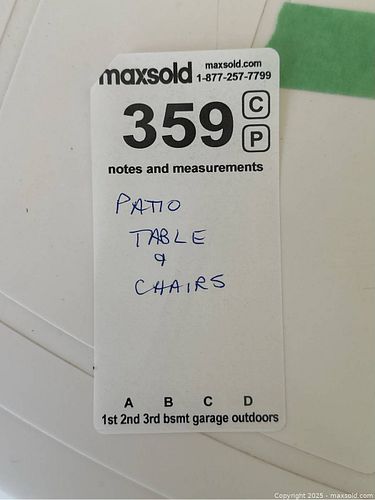 maxsold
maxsold.com
1-877-257-7799
359
C
P
notes and measurements
PATIO
TABLE
&
CHAIRS
A B C D
1st 2nd 3rd bsmt garage outdoors
Copyright 2025 - maxsold.com